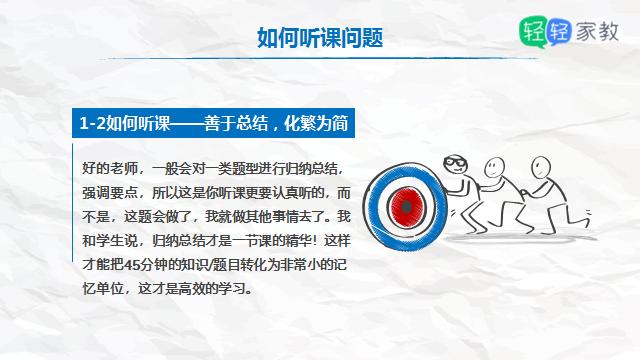 如何听课问题
轻轻家教
1-2如何听课——善于总结，化繁为简
好的老师，一般会对一类题型进行归纳总结，
强调要点，所以这是你听课更要认真听的，而
不是，这题会做了，我就做其他事情去了。我
和学生说，归纳总结才是一节课的精华！这样
才能把45分钟的知识/题目转化为非常小的记
忆单位，这才是高效的学习。